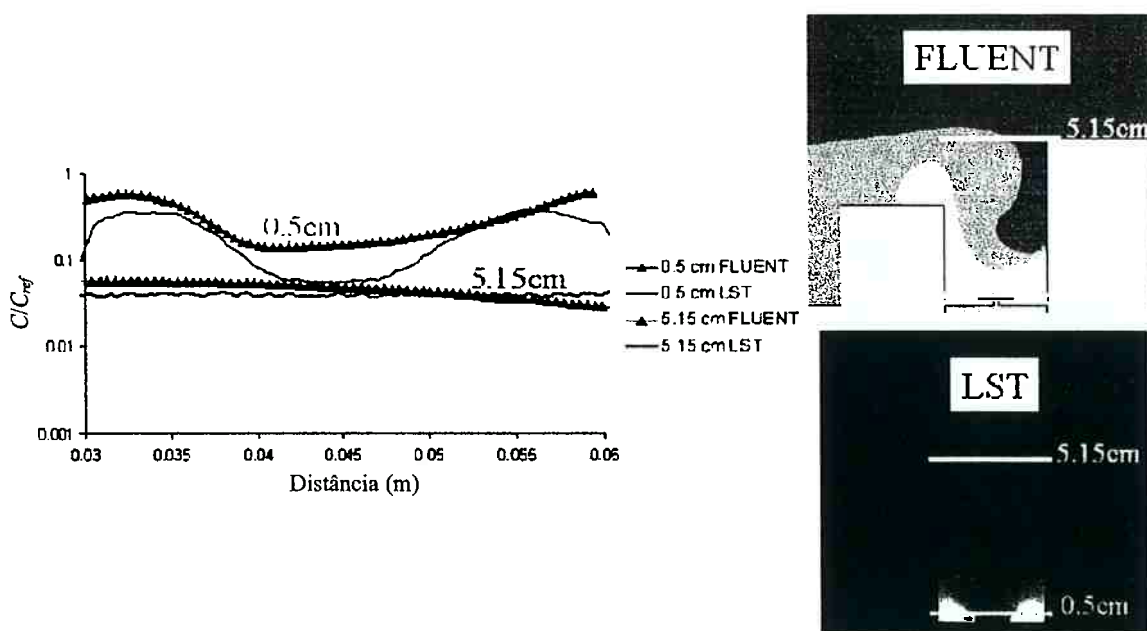 1
0.1
0.01
0.001
C/Cref
0.03
0.035
0.04
0.045
0.05
0.055
0.06
Distância (m)
0.5cm
5.15cm
0.5 cm FLUENT
0.5 cm LST
5.15 cm FLUENT
5.15 cm LST
FLUENT
5.15cm
LST
5.15cm
0.5cm